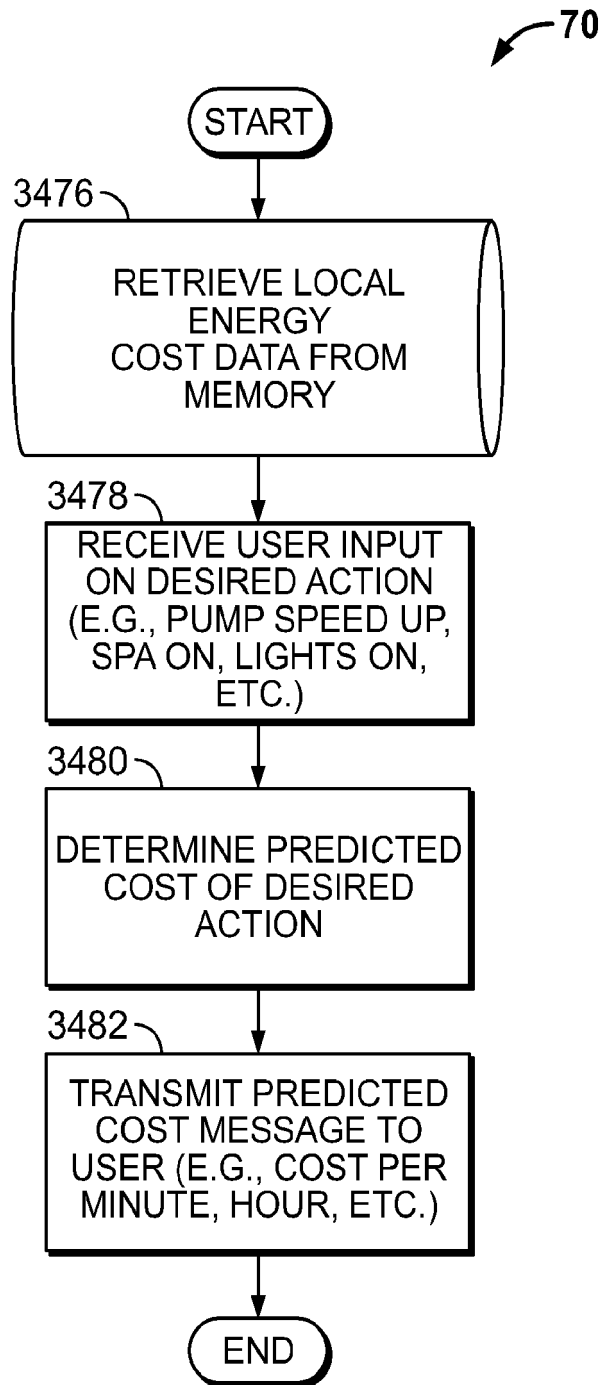 70
START
3476
RETRIEVE LOCAL
ENERGY
COST DATA FROM
MEMORY
3478
RECEIVE USER INPUT
ON DESIRED ACTION
(E.G., PUMP SPEED UP,
SPA ON, LIGHTS ON,
ETC.)
3480
DETERMINE PREDICTED
COST OF DESIRED
ACTION
3482
TRANSMIT PREDICTED
COST MESSAGE TO
USER (E.G., COST PER
MINUTE, HOUR, ETC.)
END